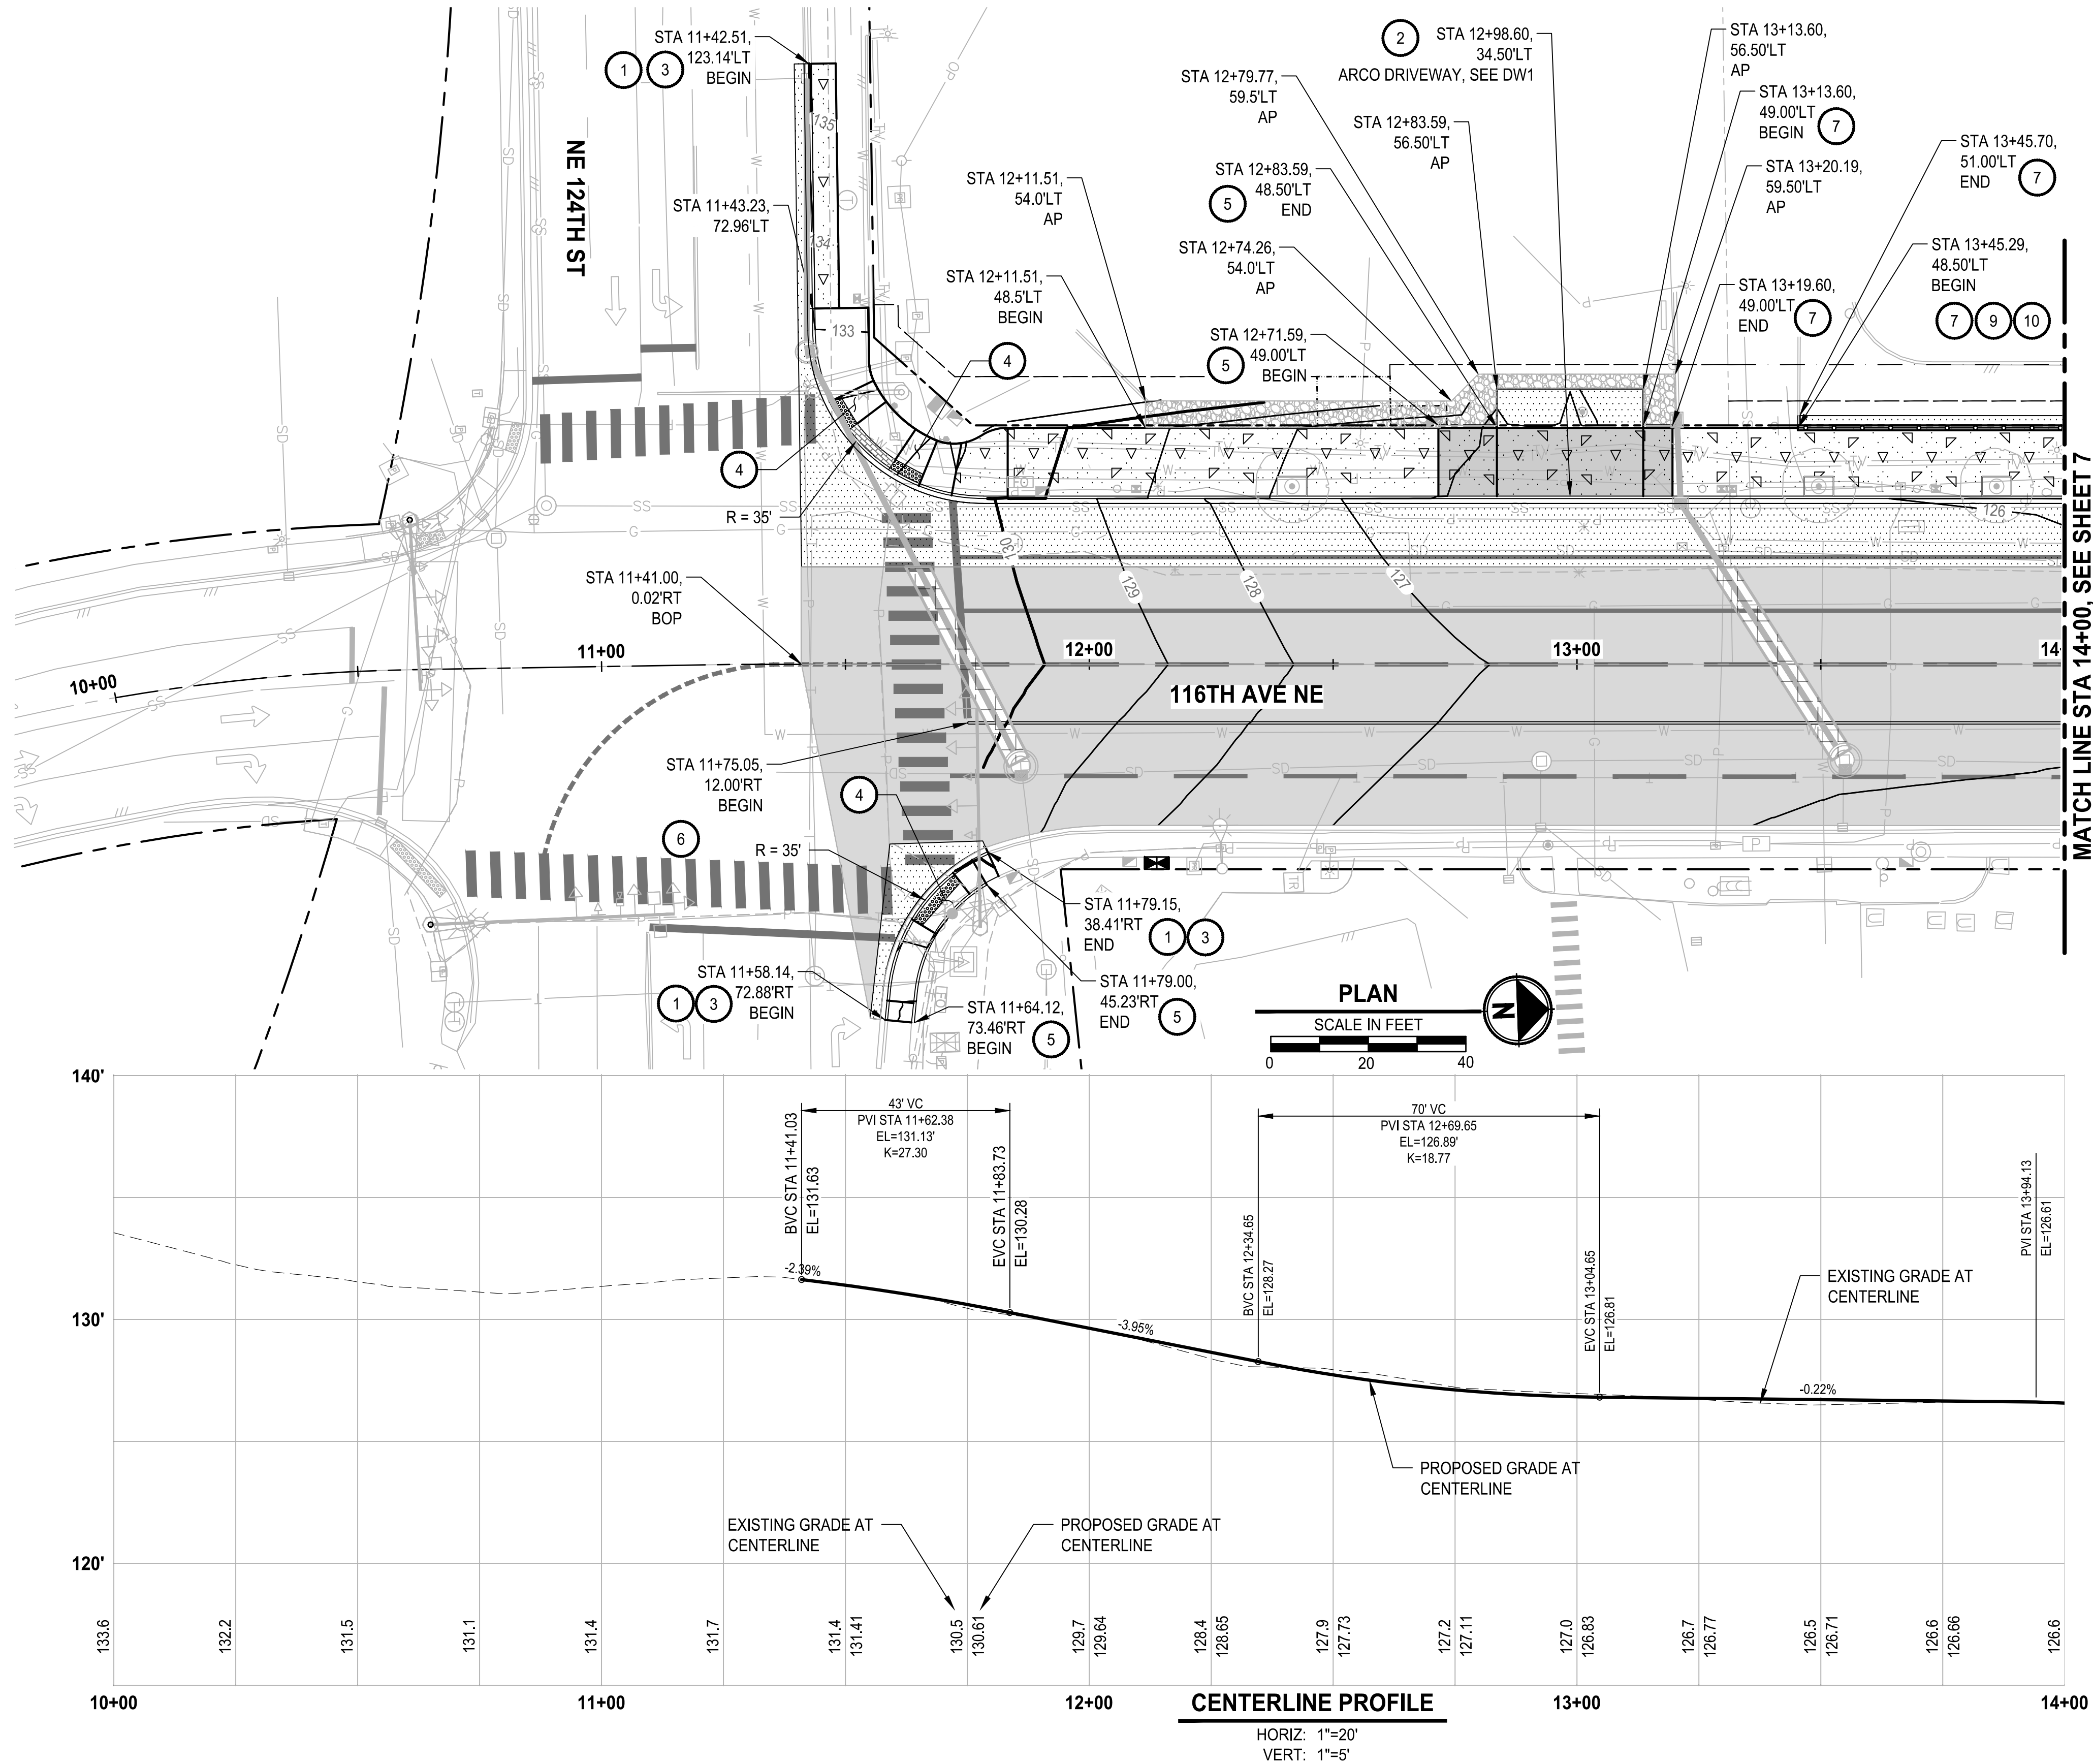 STA 11+42.51,
123.14'LT
BEGIN
1 3
NE 124TH ST
STA 11+43.23,
72.96'LT
135
134
133
STA 12+11.51,
54.0'LT
AP
STA 12+11.51,
48.5'LT
BEGIN
4
4
R = 35'
STA 12+79.77,
59.5'LT
AP
STA 12+83.59,
48.50'LT
END
5
STA 12+74.26,
54.0'LT
AP
STA 12+71.59,
49.00'LT
BEGIN
5
2
STA 12+98.60,
34.50'LT
ARCO DRIVEWAY, SEE DW1
STA 12+83.59,
56.50'LT
AP
STA 13+13.60,
56.50'LT
AP
STA 13+13.60,
49.00'LT
BEGIN
7
STA 13+20.19,
59.50'LT
AP
STA 13+19.60,
49.00'LT
END
7
STA 13+45.70,
51.00'LT
END
7
STA 13+45.29,
48.50'LT
BEGIN
7 9 10
MATCH LINE STA 14+00, SEE SHEET 7
STA 11+41.00,
0.02'RT
BOP
130
129
128
127
126
10+00
11+00
12+00
13+00
14+
116TH AVE NE
STA 11+75.05,
12.00'RT
BEGIN
4
6
R = 35'
STA 11+58.14,
72.88'RT
BEGIN
1 3
STA 11+79.15,
38.41'RT
END
1 3
STA 11+79.00,
45.23'RT
END
5
STA 11+64.12,
73.46'RT
BEGIN
5
PLAN
SCALE IN FEET
0 20 40
N
140'
130'
120'
BVC STA 11+41.03
EL=131.63
43' VC
PVI STA 11+62.38
EL=131.13'
K=27.30
EVC STA 11+83.73
EL=130.28
-2.39%
-3.95%
BVC STA 12+34.65
EL=128.27
70' VC
PVI STA 12+69.65
EL=126.89'
K=18.77
EVC STA 13+04.65
EL=126.81
-0.22%
PVI STA 13+94.13
EL=126.61
EXISTING GRADE AT
CENTERLINE
PROPOSED GRADE AT
CENTERLINE
EXISTING GRADE AT
CENTERLINE
PROPOSED GRADE AT
CENTERLINE
133.6
132.2
131.5
131.1
131.4
131.7
131.4
131.41
130.5
130.61
129.7
129.64
128.4
128.65
127.9
127.73
127.2
127.11
127.0
126.83
126.7
126.77
126.5
126.71
126.6
126.66
126.6
10+00
11+00
12+00
13+00
14+00
CENTERLINE PROFILE
HORIZ: 1"=20'
VERT: 1"=5'